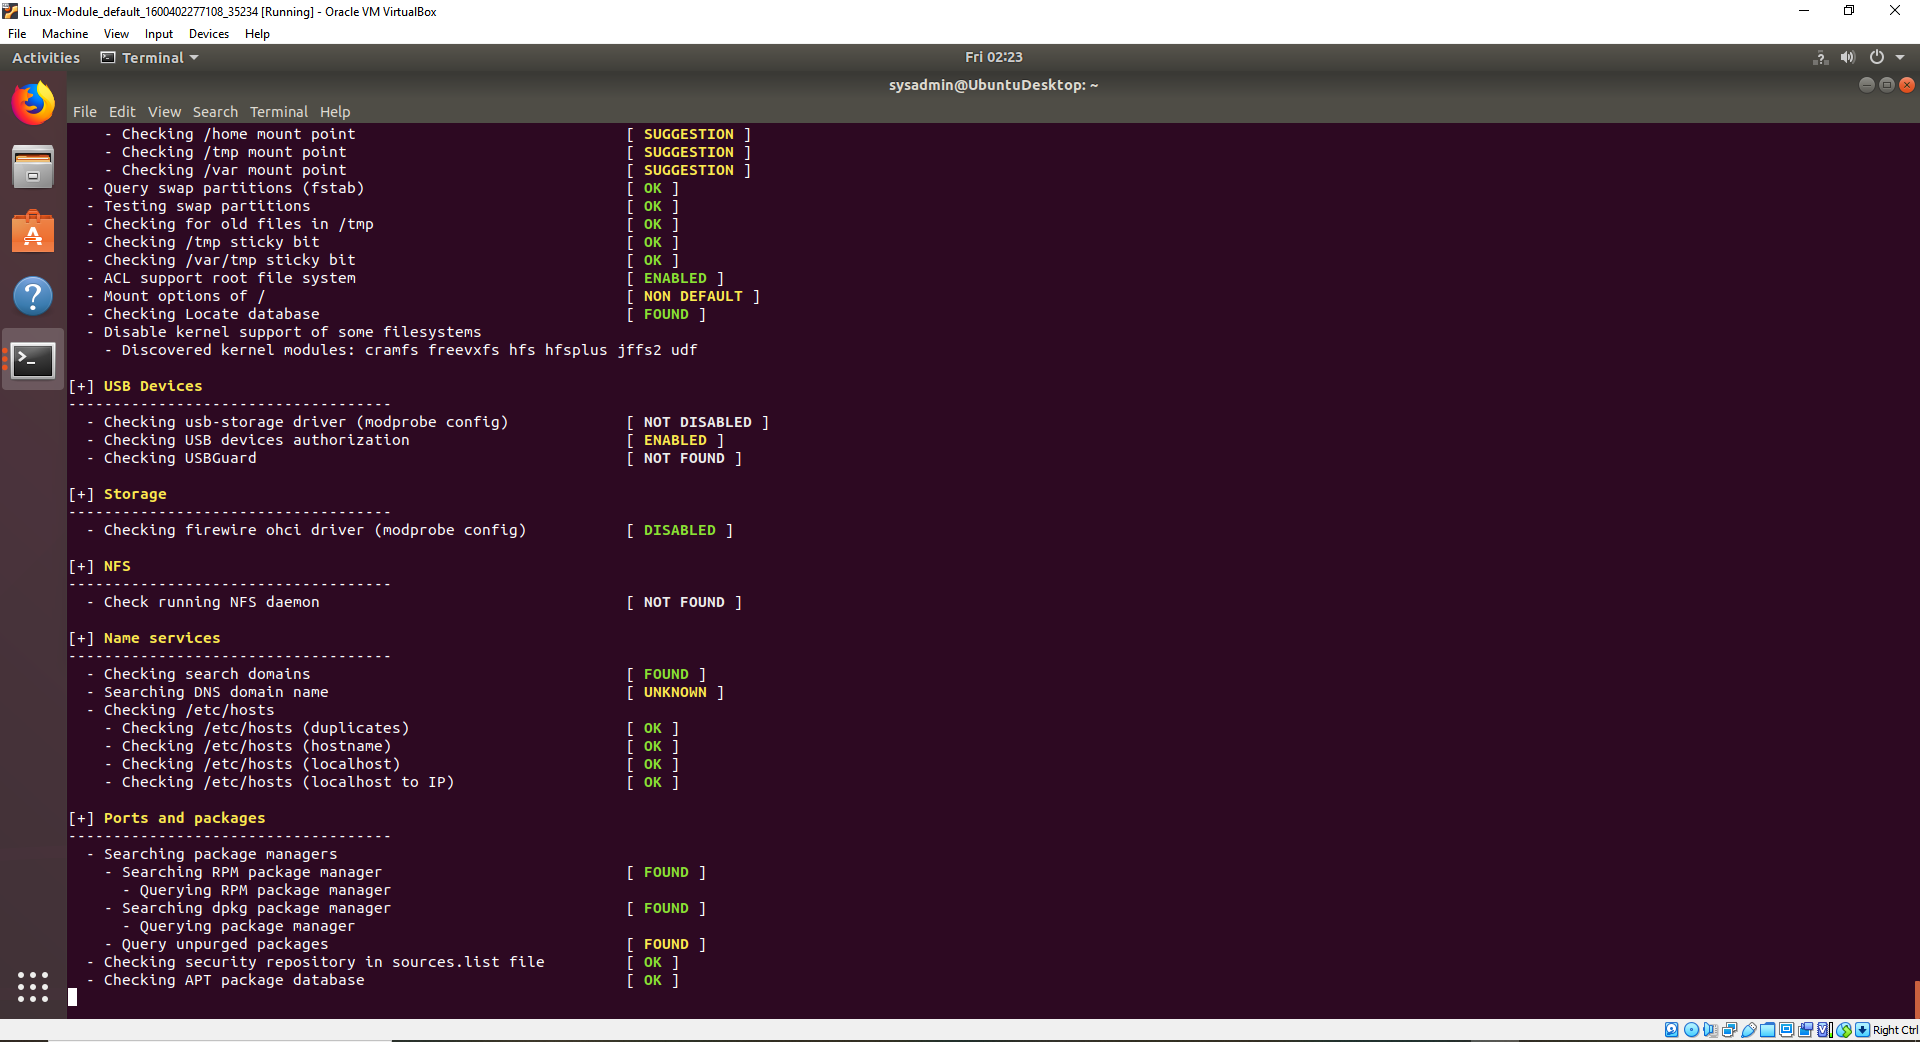 Linux-Module_default_1600402277108_35234 [Running] - Oracle VM VirtualBox
File Machine View Input Devices Help
Activities Terminal Fri 02:23
sysadmin@UbuntuDesktop: ~
File Edit View Search Terminal Help
- Checking /home mount point [ SUGGESTION ]
- Checking /tmp mount point [ SUGGESTION ]
- Checking /var mount point [ SUGGESTION ]
- Query swap partitions (fstab) [ OK ]
- Testing swap partitions [ OK ]
- Checking for old files in /tmp [ OK ]
- Checking /tmp sticky bit [ OK ]
- Checking /var/tmp sticky bit [ OK ]
- ACL support root file system [ ENABLED ]
- Mount options of / [ NON DEFAULT ]
- Checking Locate database [ FOUND ]
- Disable kernel support of some filesystems
- Discovered kernel modules: cramfs freevxfs hfs hfsplus jffs2 udf
[+] USB Devices
------------------------------------
- Checking usb-storage driver (modprobe config) [ NOT DISABLED ]
- Checking USB devices authorization [ ENABLED ]
- Checking USBGuard [ NOT FOUND ]
[+] Storage
------------------------------------
- Checking firewire ohci driver (modprobe config) [ DISABLED ]
[+] NFS
------------------------------------
- Check running NFS daemon [ NOT FOUND ]
[+] Name services
------------------------------------
- Checking search domains [ FOUND ]
- Searching DNS domain name [ UNKNOWN ]
- Checking /etc/hosts
- Checking /etc/hosts (duplicates) [ OK ]
- Checking /etc/hosts (hostname) [ OK ]
- Checking /etc/hosts (localhost) [ OK ]
- Checking /etc/hosts (localhost to IP) [ OK ]
[+] Ports and packages
------------------------------------
- Searching package managers
- Searching RPM package manager [ FOUND ]
- Querying RPM package manager
- Searching dpkg package manager [ FOUND ]
- Querying package manager
- Query unpurged packages [ FOUND ]
- Checking security repository in sources.list file [ OK ]
- Checking APT package database [ OK ]
Right Ctrl